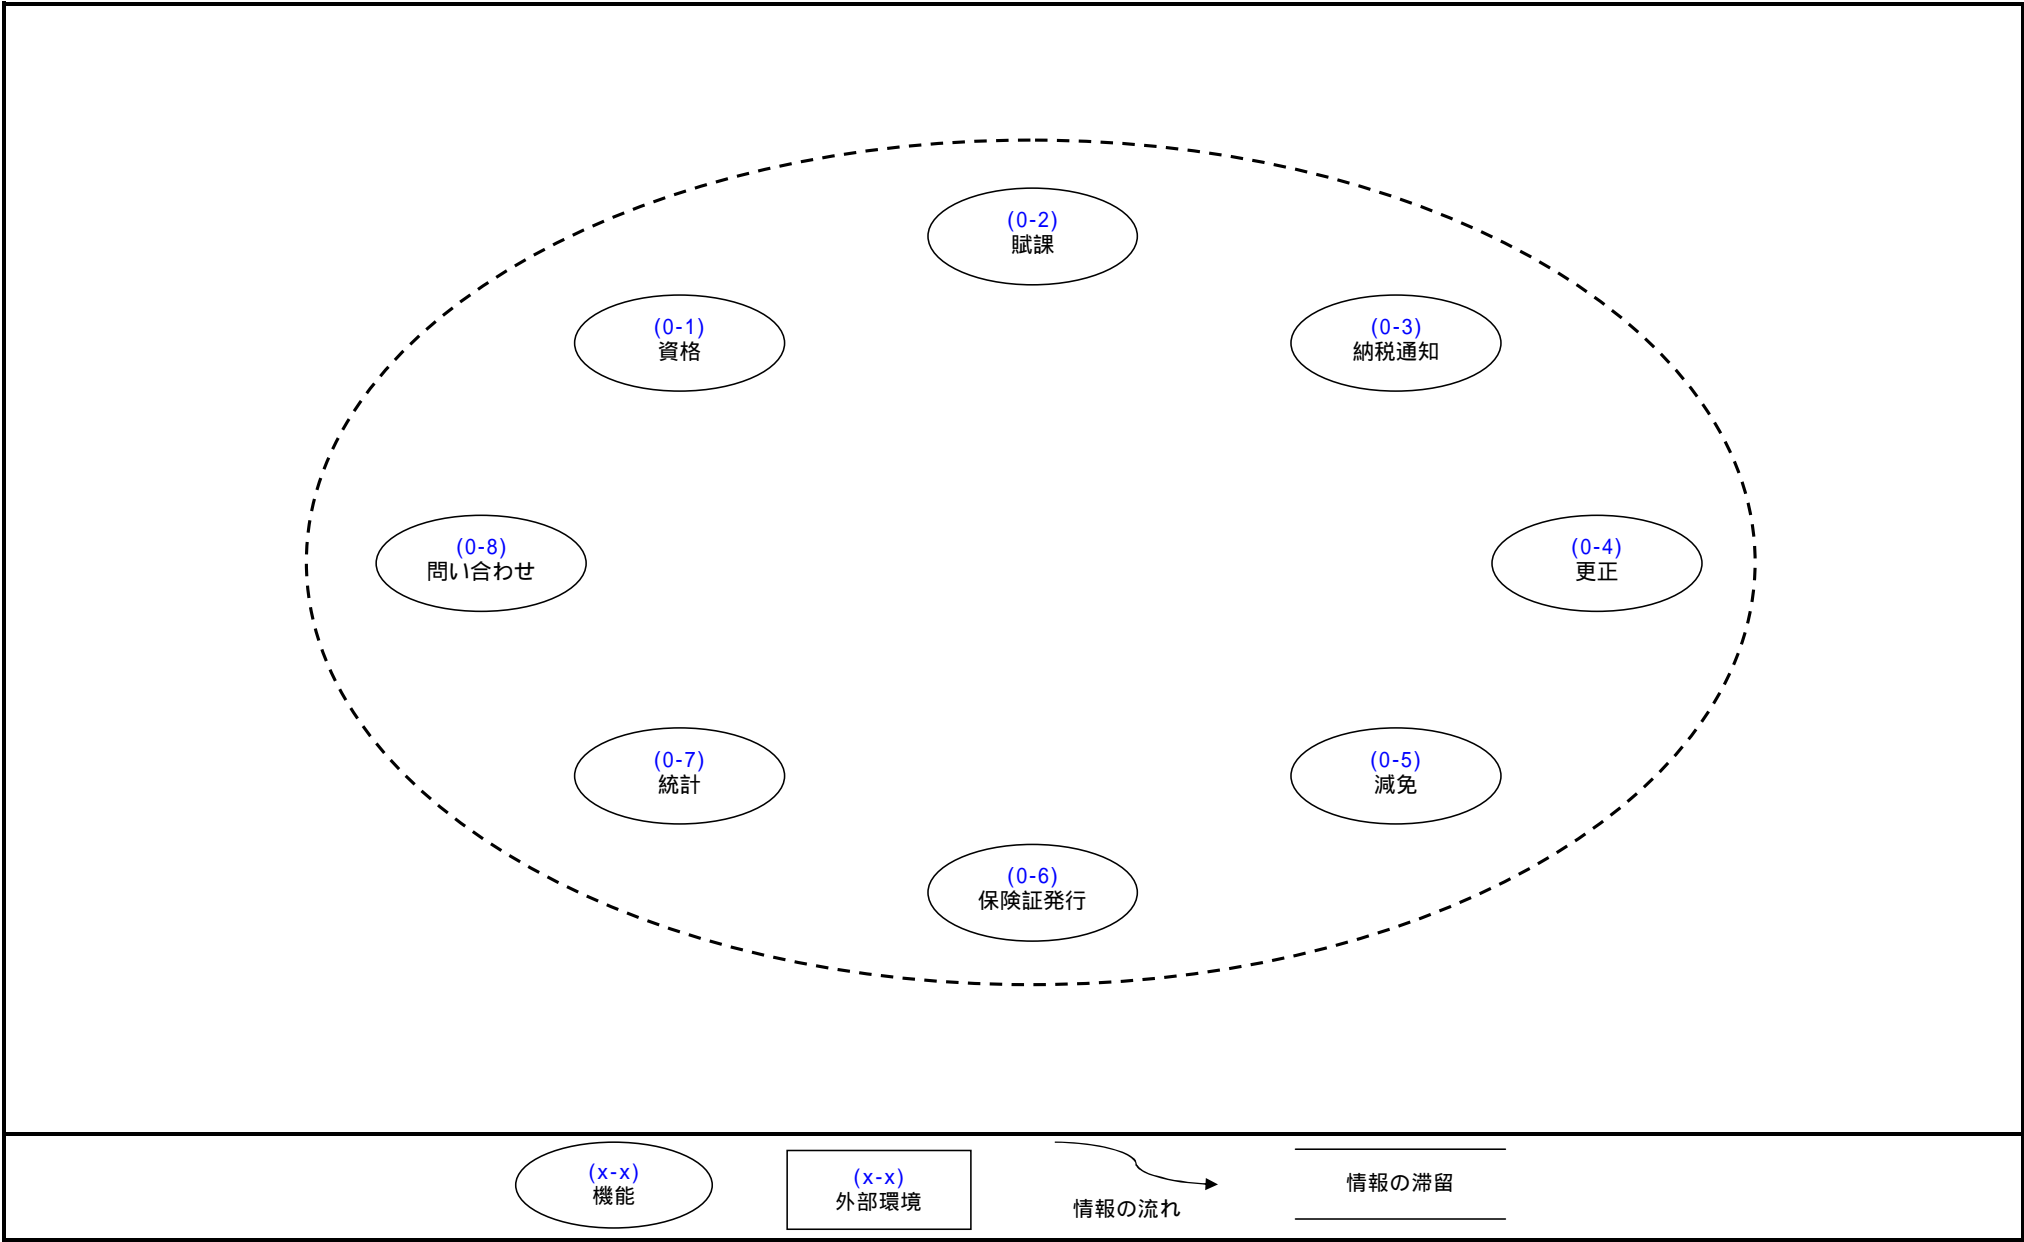 (0-2)
賦課
(0-1)
資格
(0-3)
納税通知
(0-8)
問い合わせ
(0-4)
更正
(0-7)
統計
(0-5)
減免
(0-6)
保険証発行
(x-x)
機能
(x-x)
外部環境
情報の流れ
情報の滞留